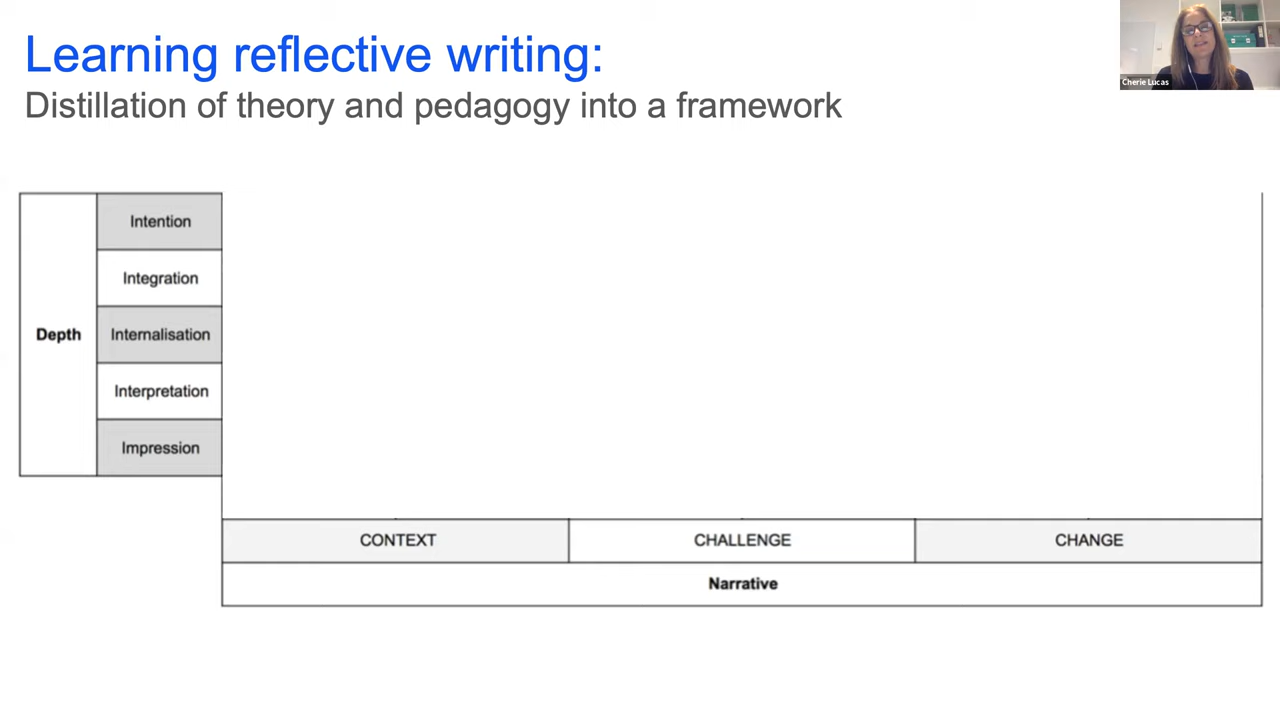 Learning reflective writing:
Distillation of theory and pedagogy into a framework
Cherie Lucas
Depth
Intention
Integration
Internalisation
Interpretation
Impression
CONTEXT
CHALLENGE
CHANGE
Narrative